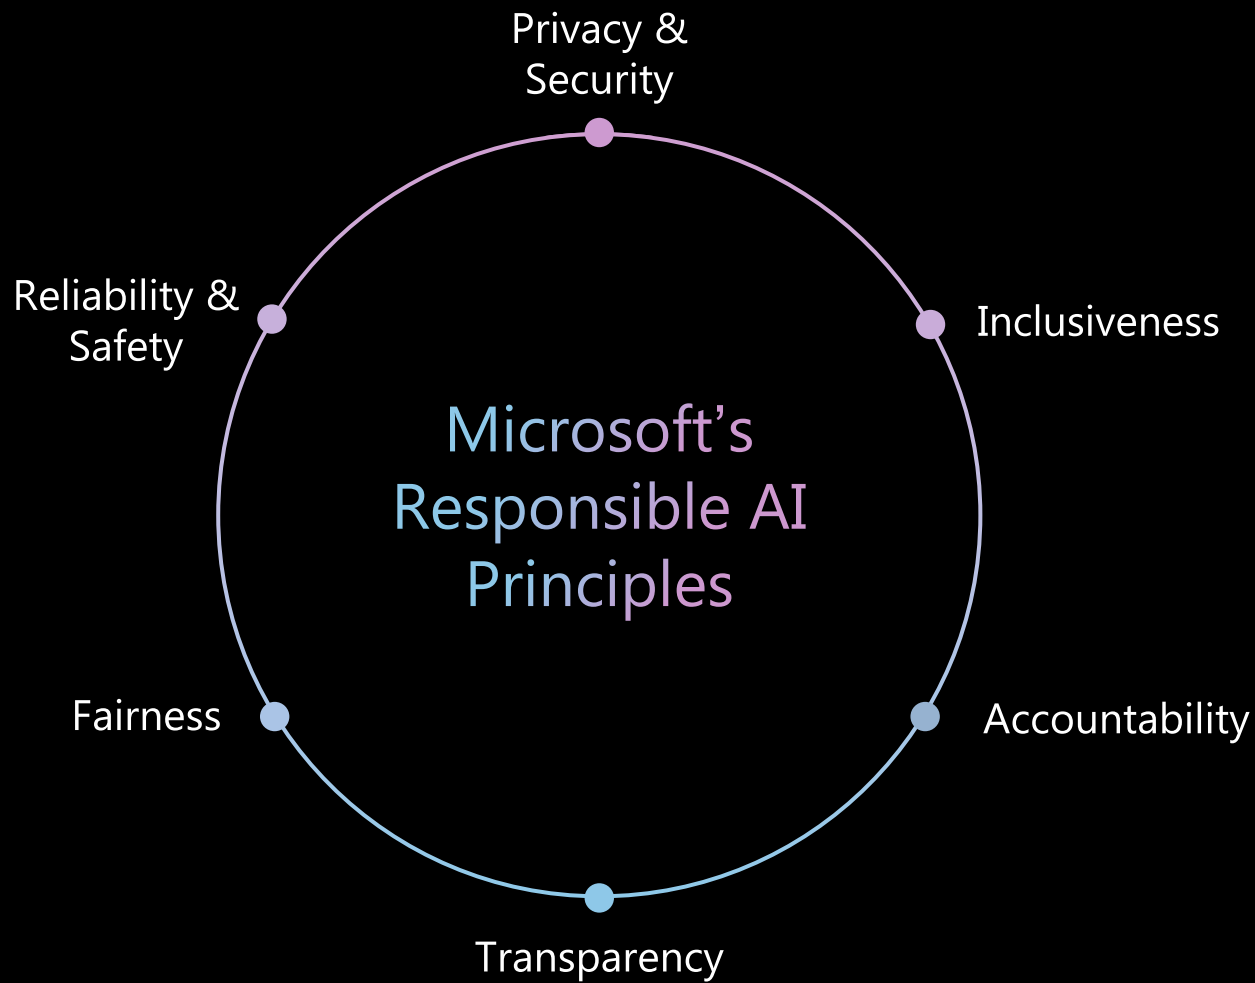 Privacy &
Security
Reliability &
Safety
Inclusiveness
Microsoft’s
Responsible AI
Principles
Fairness
Accountability
Transparency